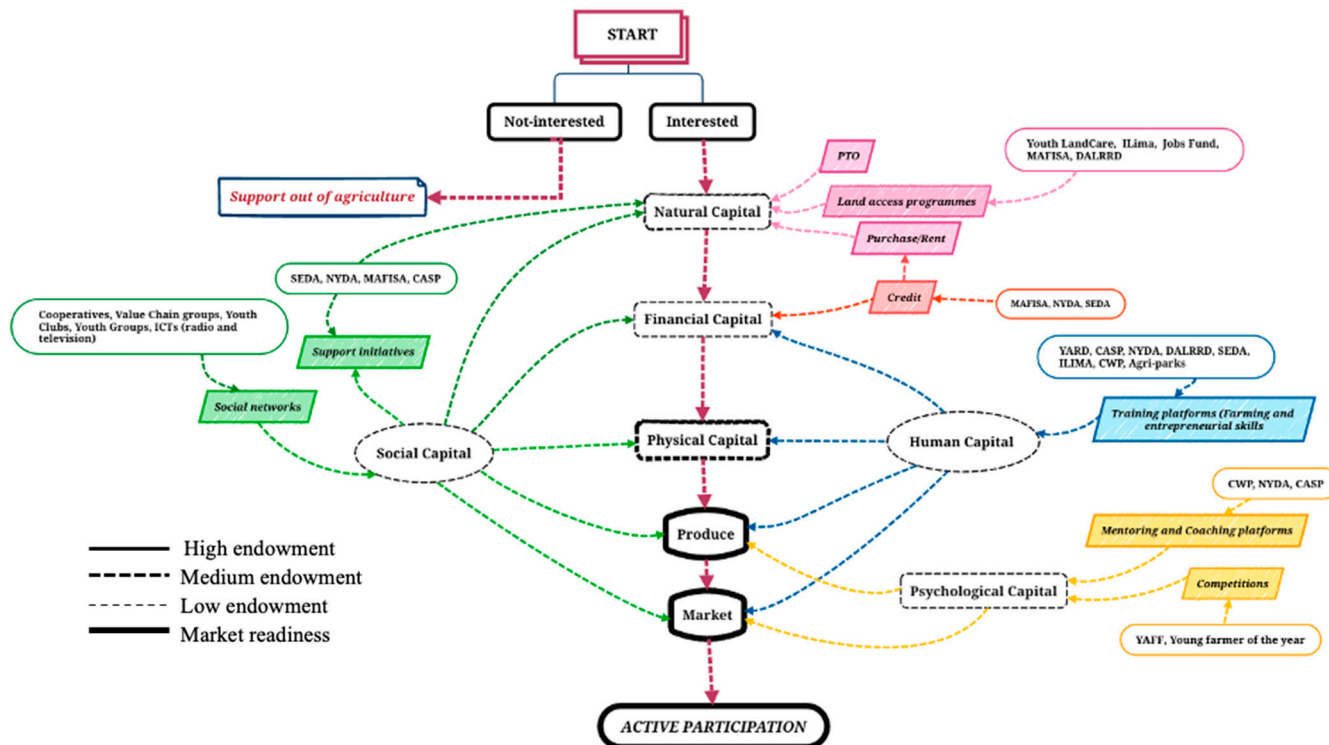 START
Not-interested
Interested
Support out of agriculture
PTO
Youth LandCare, ILima, Jobs Fund,
MAFISA, DALRRD
Land access programmes
Natural Capital
Purchase/Rent
SEDA, NYDA, MAFISA, CASP
Credit
MAFISA, NYDA, SEDA
Cooperatives, Value Chain groups, Youth
Clubs, Youth Groups, ICTs (radio and
television)
Financial Capital
Support initiatives
YARD, CASP, NYDA, DALRRD, SEDA,
ILIMA, CWP, Agri-parks
Social networks
Training platforms (Farming and
entrepreneurial skills
Social Capital
Physical Capital
Human Capital
CWP, NYDA, CASP
Produce
Mentoring and Coaching platforms
High endowment
Medium endowment
Low endowment
Market readiness
Psychological Capital
Competitions
Market
YAFF, Young farmer of the year
ACTIVE PARTICIPATION